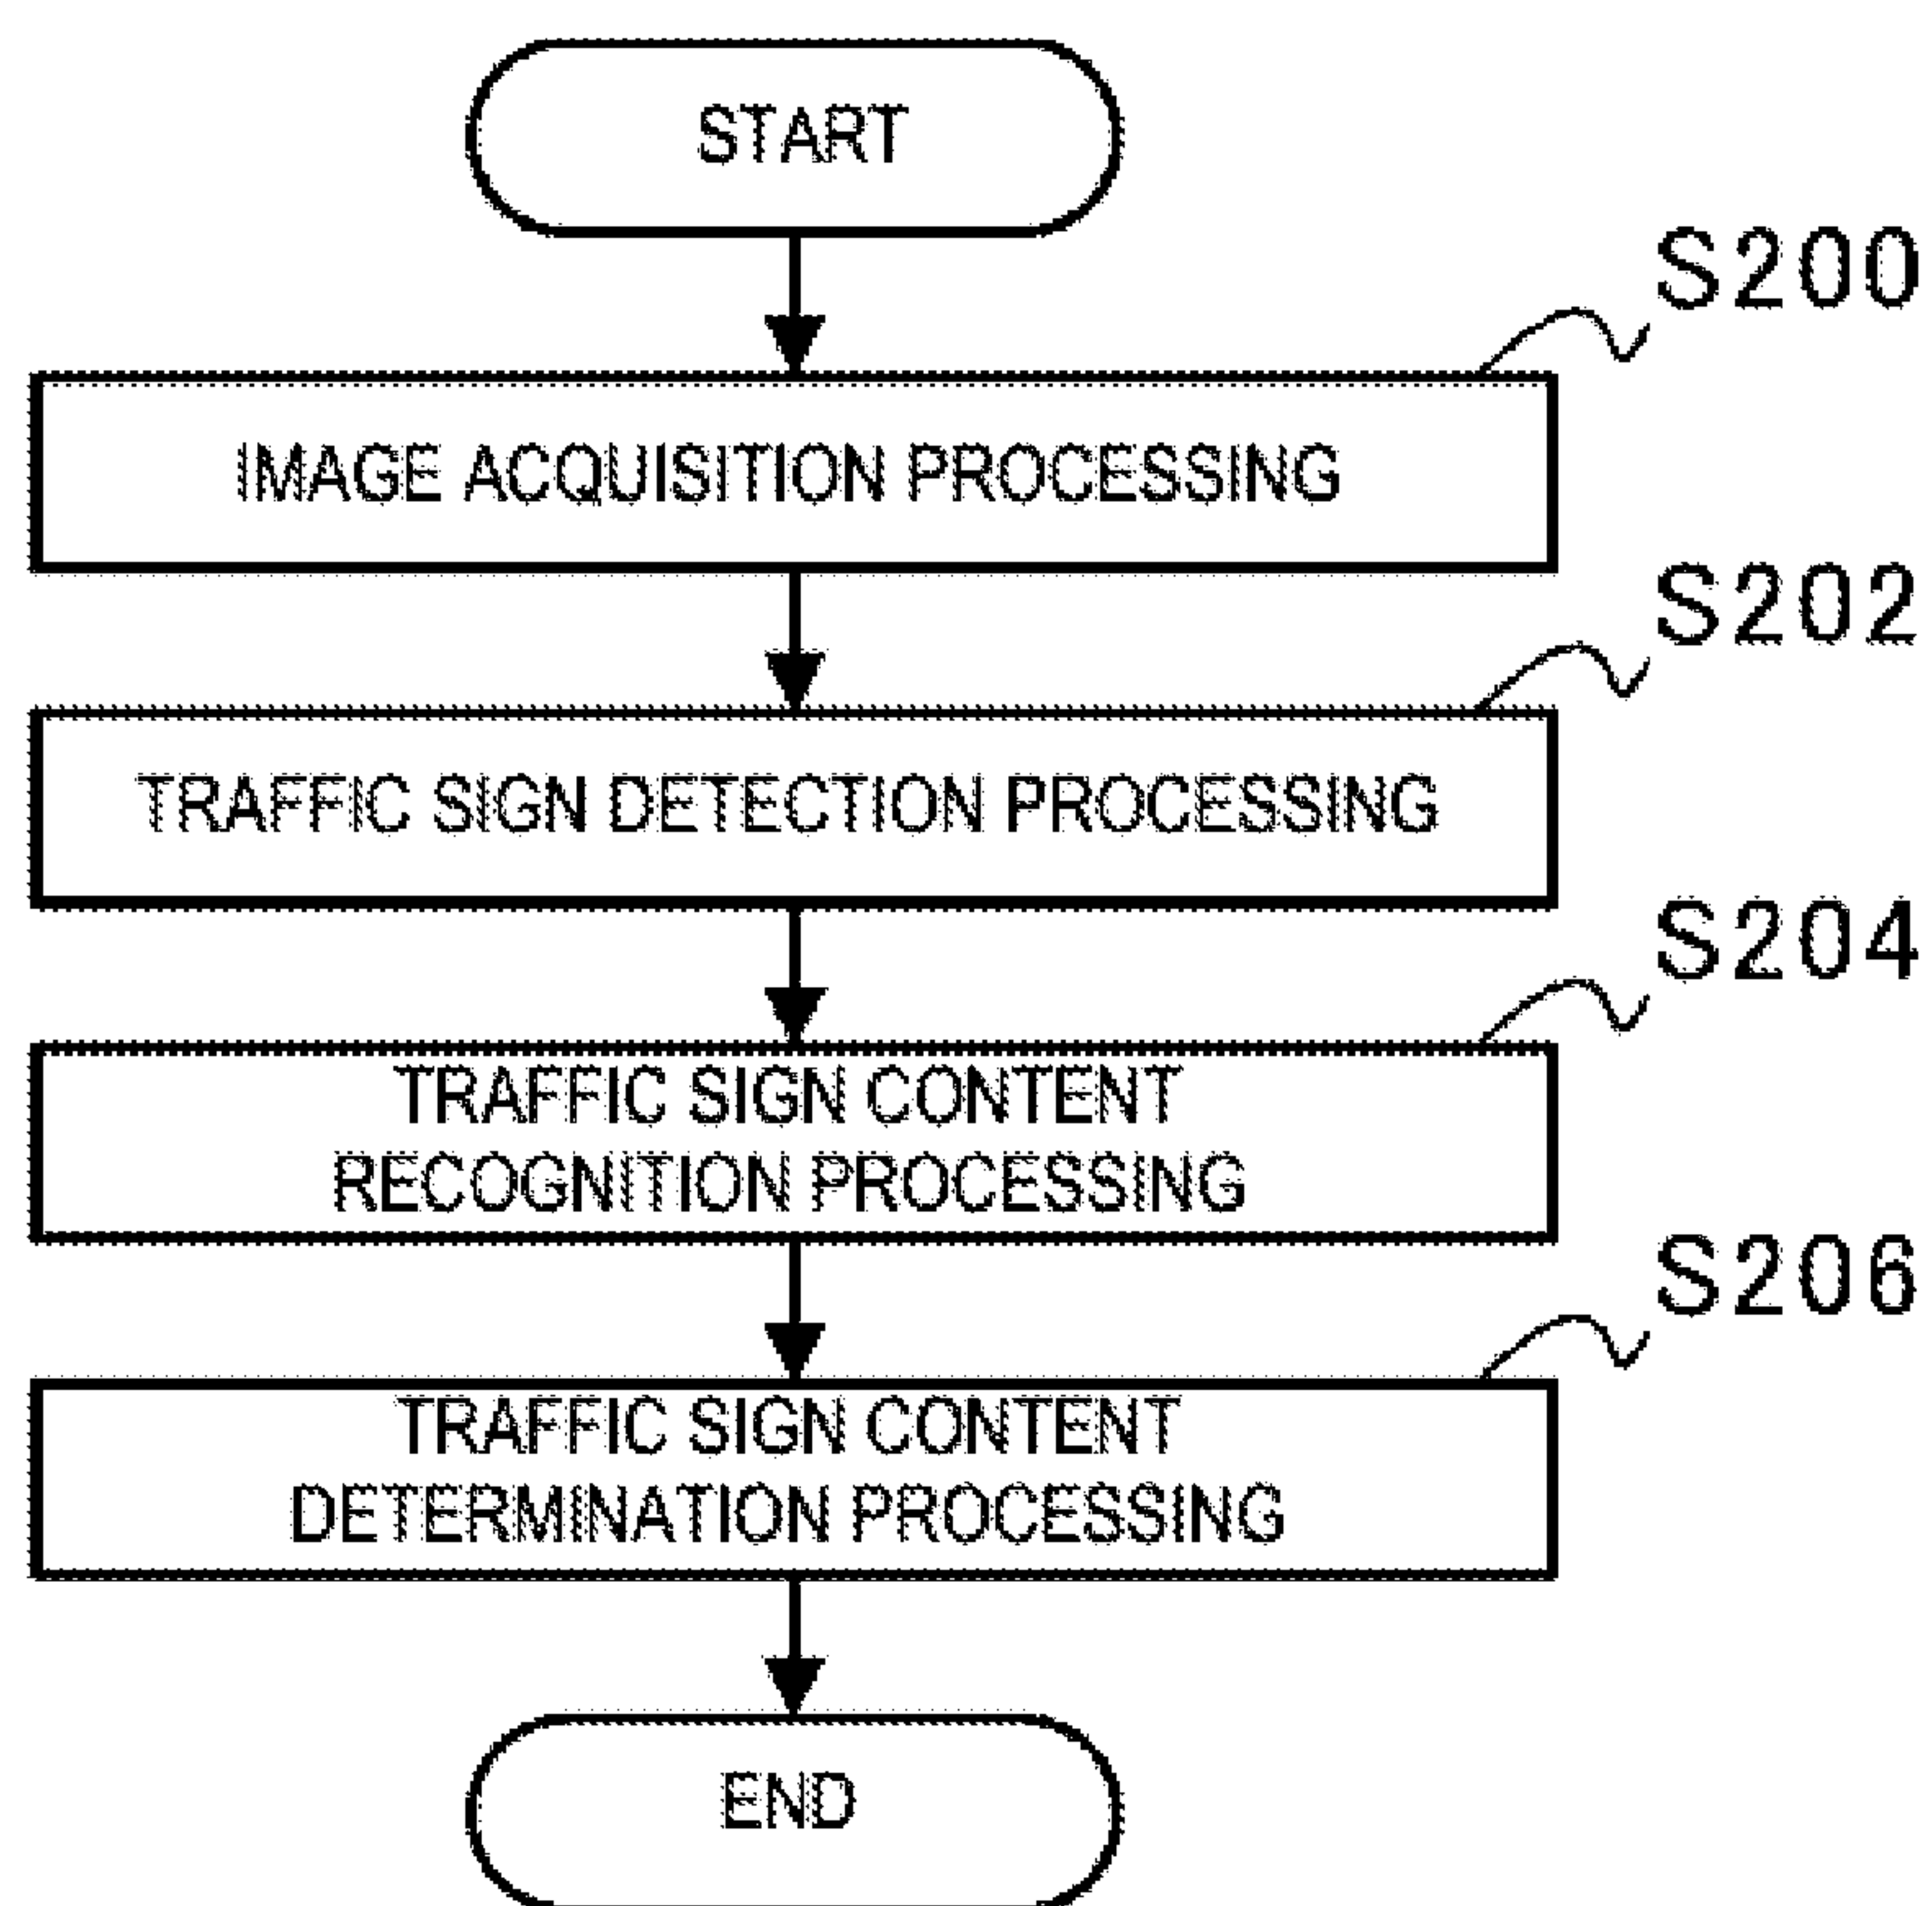 START
S200
IMAGE ACQUISITION PROCESSING
S202
TRAFFIC SIGN DETECTION PROCESSING
S204
TRAFFIC SIGN CONTENT
RECOGNITION PROCESSING
S206
TRAFFIC SIGN CONTENT
DETERMINATION PROCESSING
END